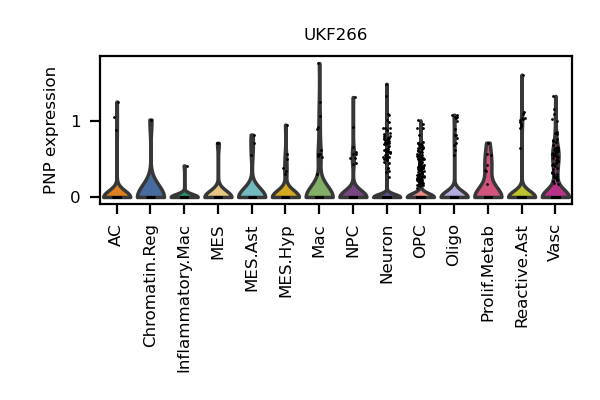 UKF266
PNP expression
1
0
AC
Chromatin.Reg
Inflammatory.Mac
MES
MES.Ast
MES.Hyp
Mac
NPC
Neuron
OPC
Oligo
Prolif.Metab
Reactive.Ast
Vasc